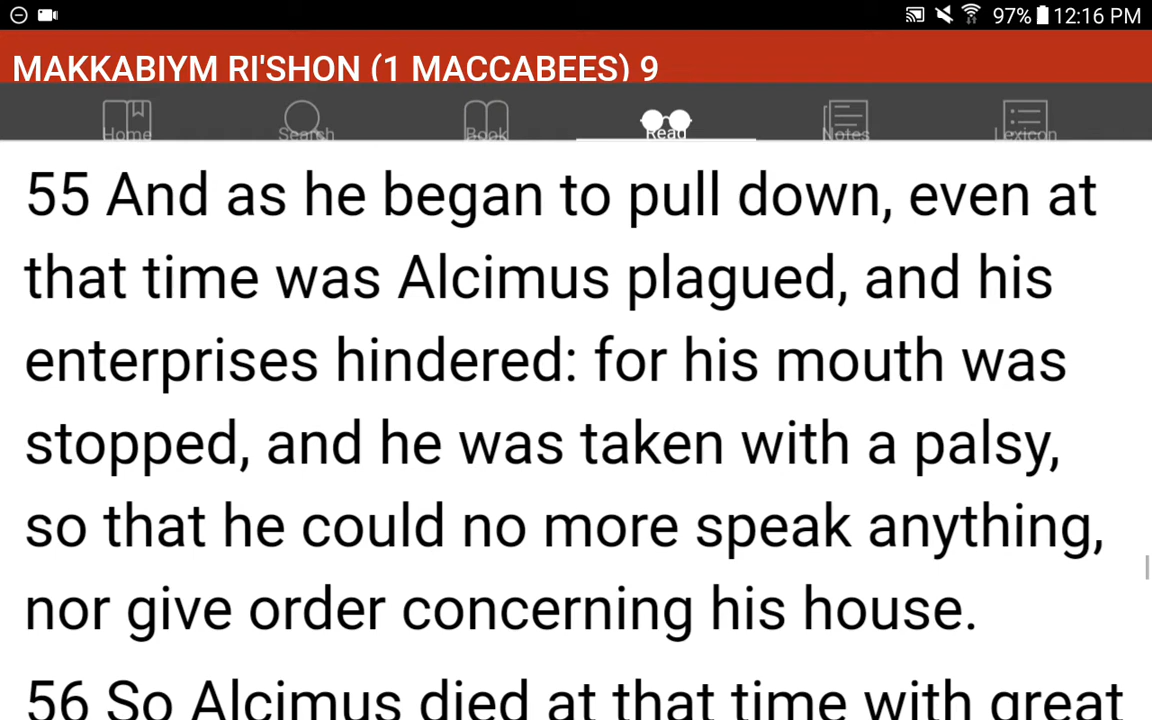 97% 12:16 PM
MAKKABIYM RI'SHON (1 MACCABEES) 9
Home Search Book Read Notes Lexicon
55 And as he began to pull down, even at
that time was Alcimus plagued, and his
enterprises hindered: for his mouth was
stopped, and he was taken with a palsy,
so that he could no more speak anything,
nor give order concerning his house.
56 So Alcimus died at that time with great